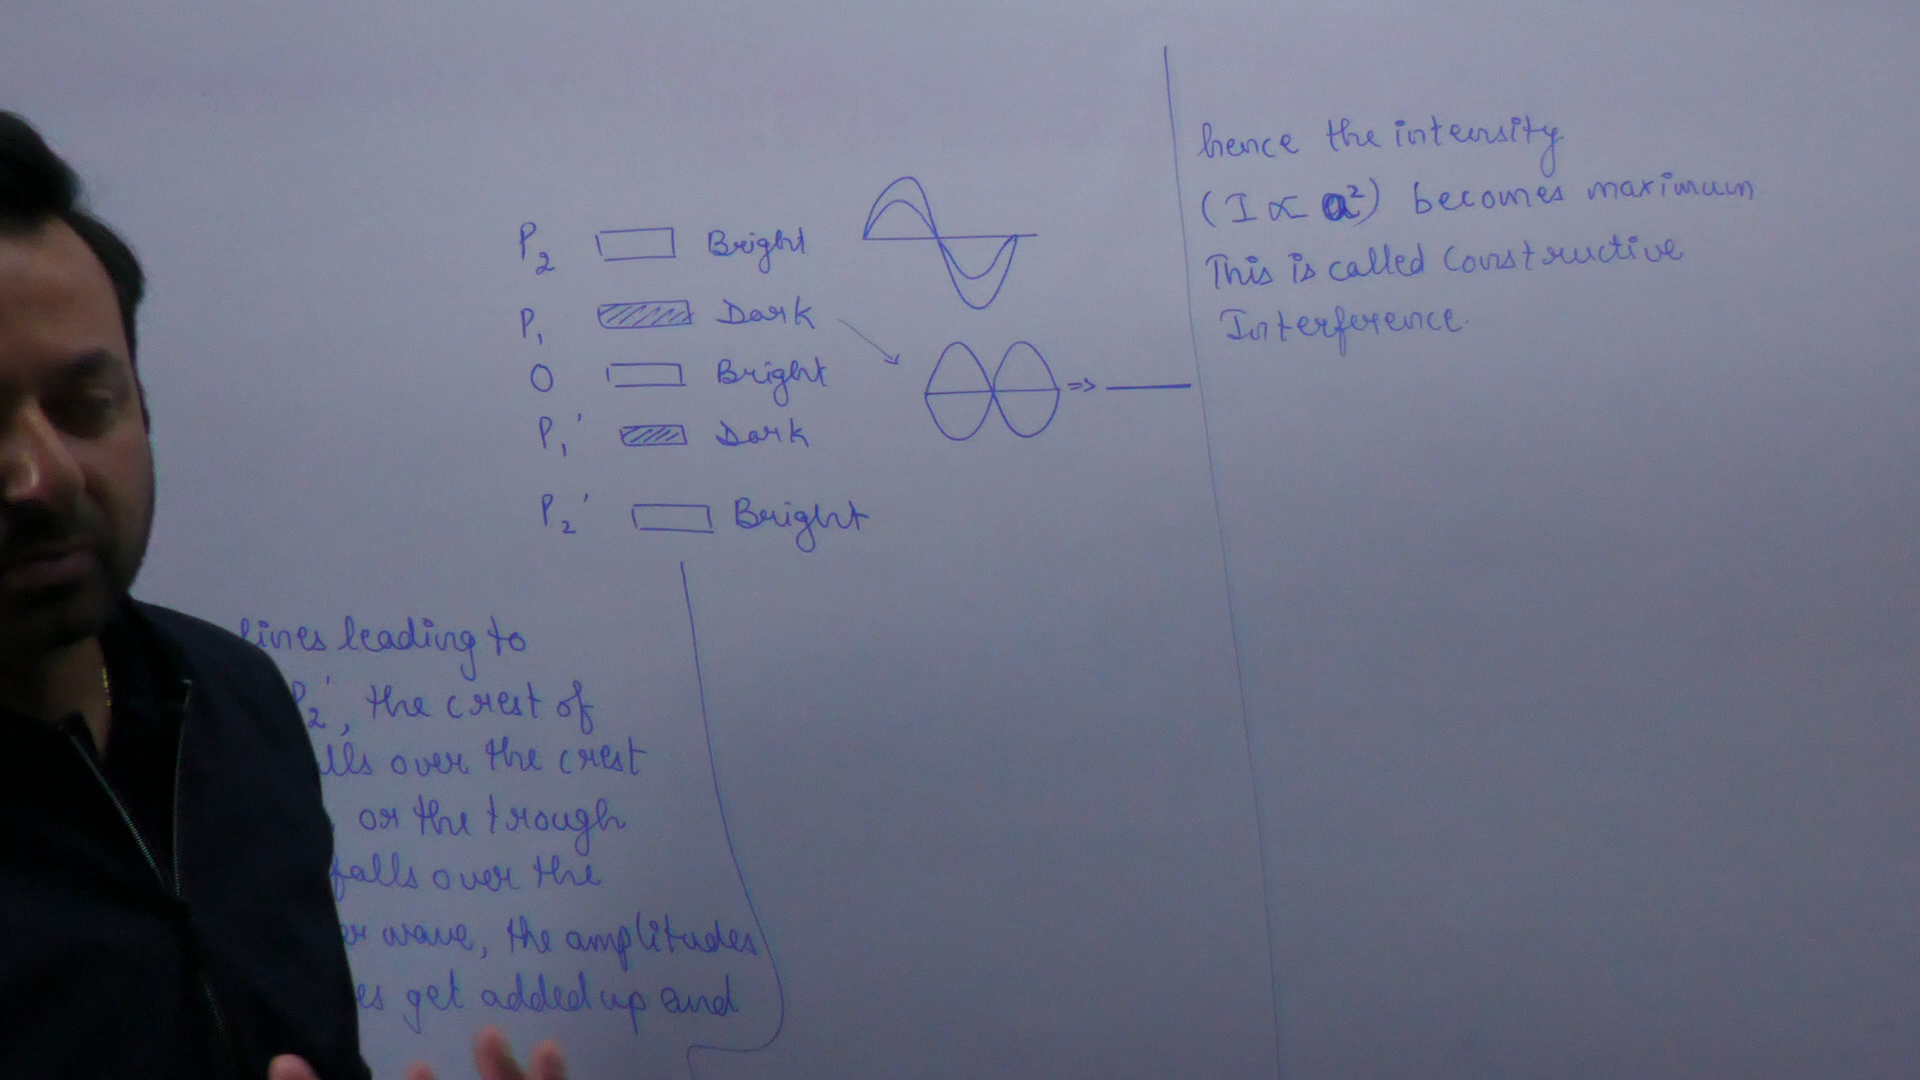 P2 Bright
P1 Dark
O Bright
=>
P1' Dark
P2' Bright
lines leading to
P2', the crest of
over the crest
or the trough
falls over the
wave, the amplitudes
get added up and
hence the intensity
(I ∝ a²) becomes maximum
This is called Constructive
Interference.